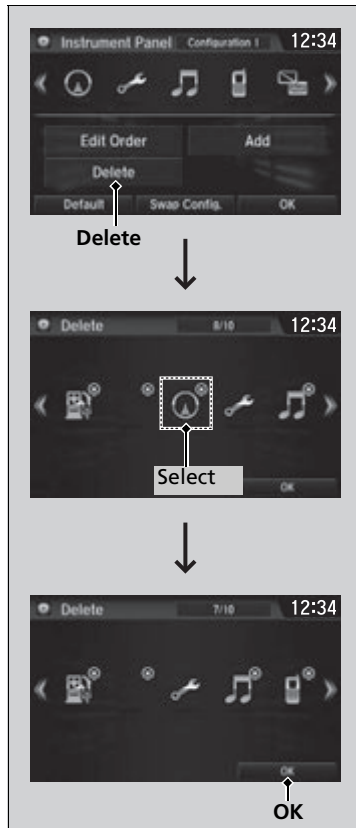 Instrument Panel Configuration 1 12:34
Edit Order Add
Delete
Default Swap Config. OK
Delete
Delete 8/10 12:34
Select
OK
Delete 7/10 12:34
OK
OK